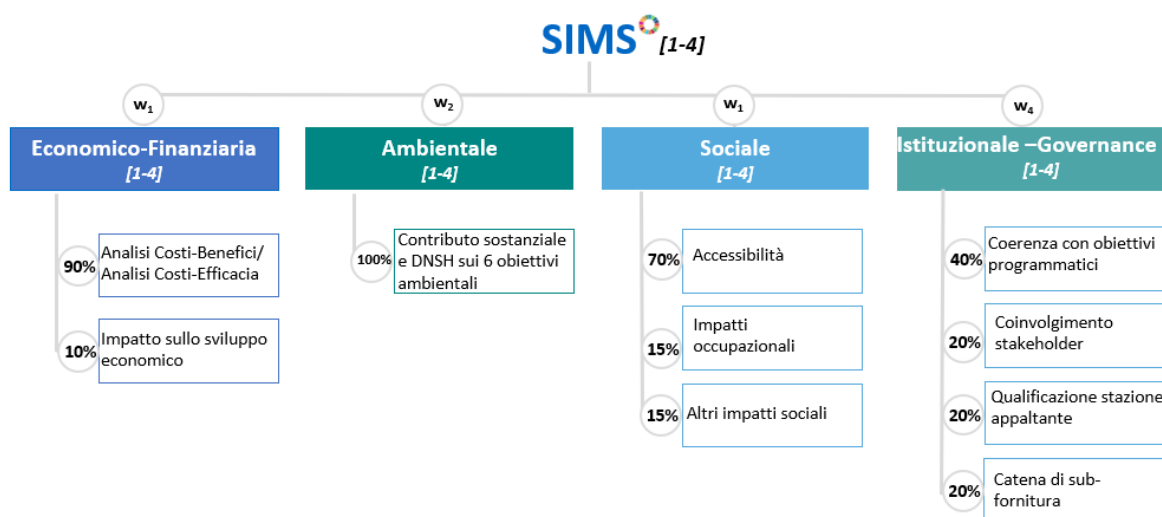 SIMS [1-4]
w1
w2
w1
w4
Economico-Finanziaria
[1-4]
Ambientale
[1-4]
Sociale
[1-4]
Istituzionale –Governance
[1-4]
90%
Analisi Costi-Benefici/
Analisi Costi-Efficacia
10%
Impatto sullo sviluppo
economico
100%
Contributo sostanziale
e DNSH sui 6 obiettivi
ambientali
70%
Accessibilità
15%
Impatti
occupazionali
15%
Altri impatti sociali
40%
Coerenza con obiettivi
programmatici
20%
Coinvolgimento
stakeholder
20%
Qualificazione stazione
appaltante
20%
Catena di sub-
fornitura